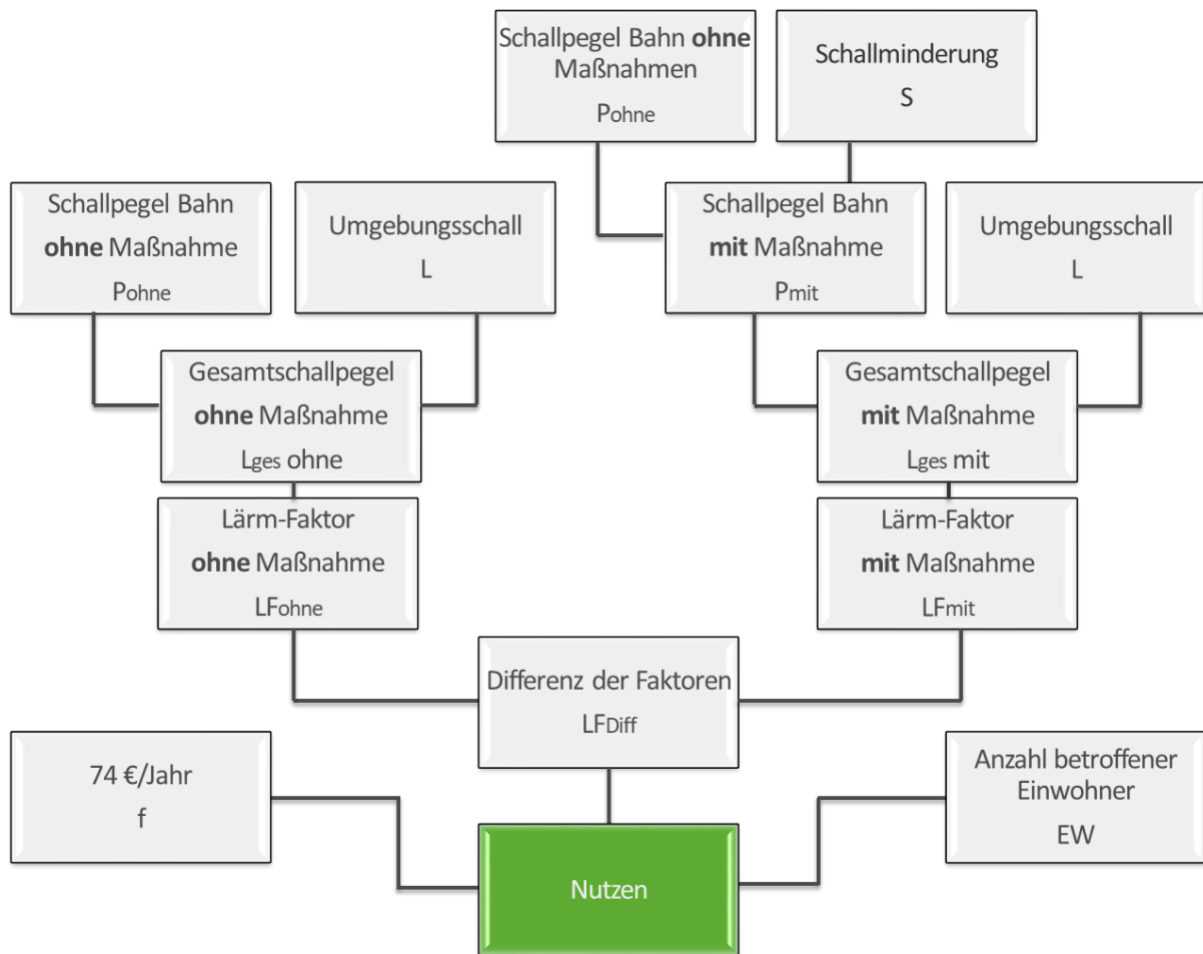 Schallpegel Bahn ohne
Maßnahmen
Pohne
Schallminderung
S
Schallpegel Bahn
ohne Maßnahme
Pohne
Umgebungsschall
L
Schallpegel Bahn
mit Maßnahme
Pmit
Umgebungsschall
L
Gesamtschallpegel
ohne Maßnahme
Lges ohne
Gesamtschallpegel
mit Maßnahme
Lges mit
Lärm-Faktor
ohne Maßnahme
LFohne
Lärm-Faktor
mit Maßnahme
LFmit
Differenz der Faktoren
LFDiff
74 €/Jahr
f
Anzahl betroffener
Einwohner
EW
Nutzen